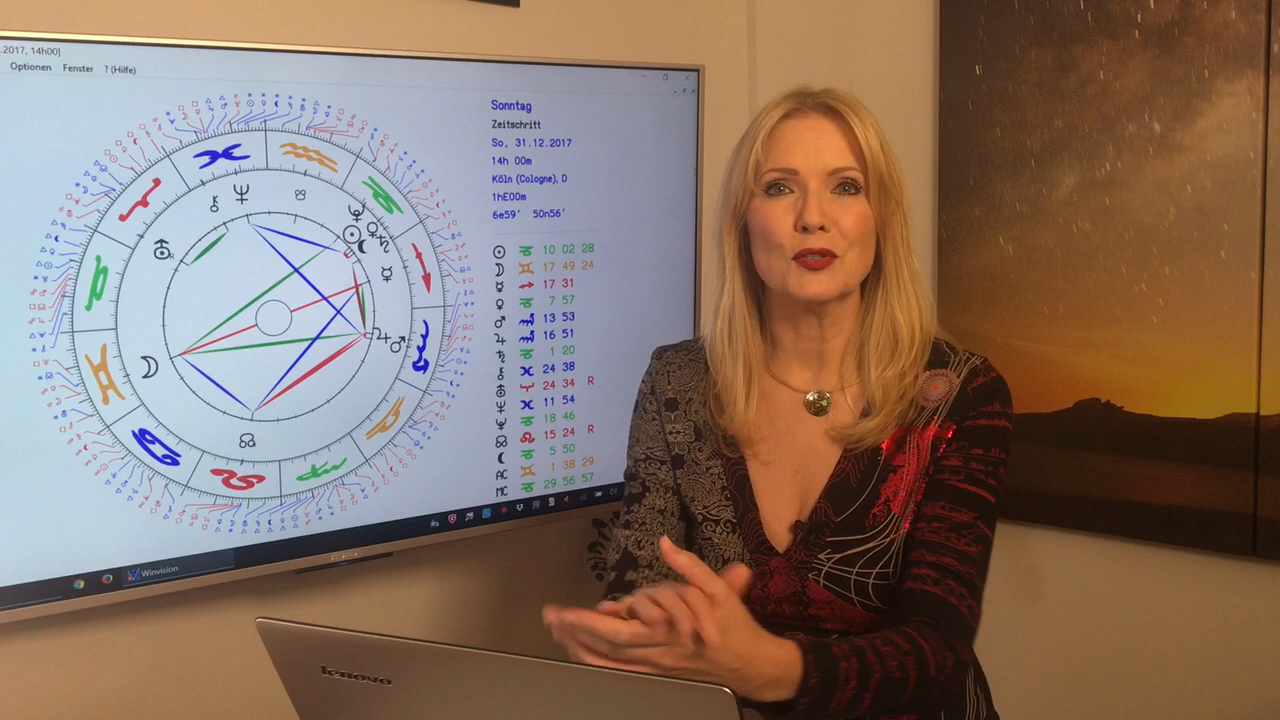 .2017, 14h00]
Optionen Fenster ? (Hilfe)
Sonntag
Zeitschritt
So, 31.12.2017
14h 00m
Köln (Cologne), D
1hE00m
6e59' 50n56'
10 02 28
17 49 24
17 31
7 57
13 53
16 51
1 20
24 38
24 34 R
11 54
18 46
15 24 R
5 50
AC 1 38 29
MC 29 56 57
Winvision
lenovo